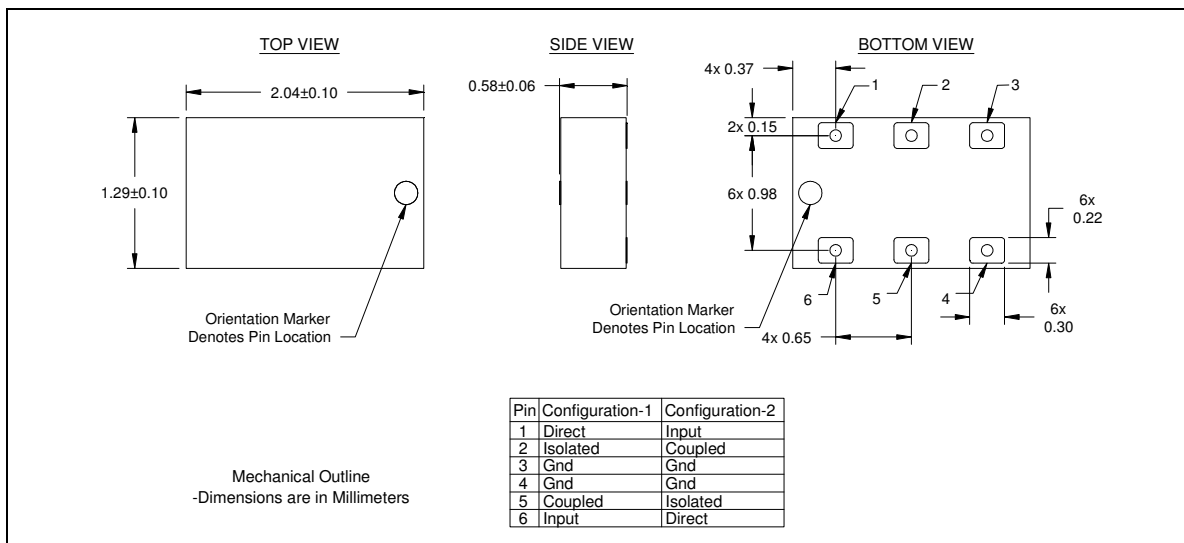 TOP VIEW
SIDE VIEW
BOTTOM VIEW
2.04±0.10
0.58±0.06
4x 0.37
1
2
3
2x 0.15
1.29±0.10
6x 0.98
6x
0.22
6
5
4
4x 0.65
6x
0.30
Orientation Marker
Denotes Pin Location
Orientation Marker
Denotes Pin Location
Pin Configuration-1 Configuration-2
1 Direct Input
2 Isolated Coupled
3 Gnd Gnd
4 Gnd Gnd
5 Coupled Isolated
6 Input Direct
Mechanical Outline
-Dimensions are in Millimeters